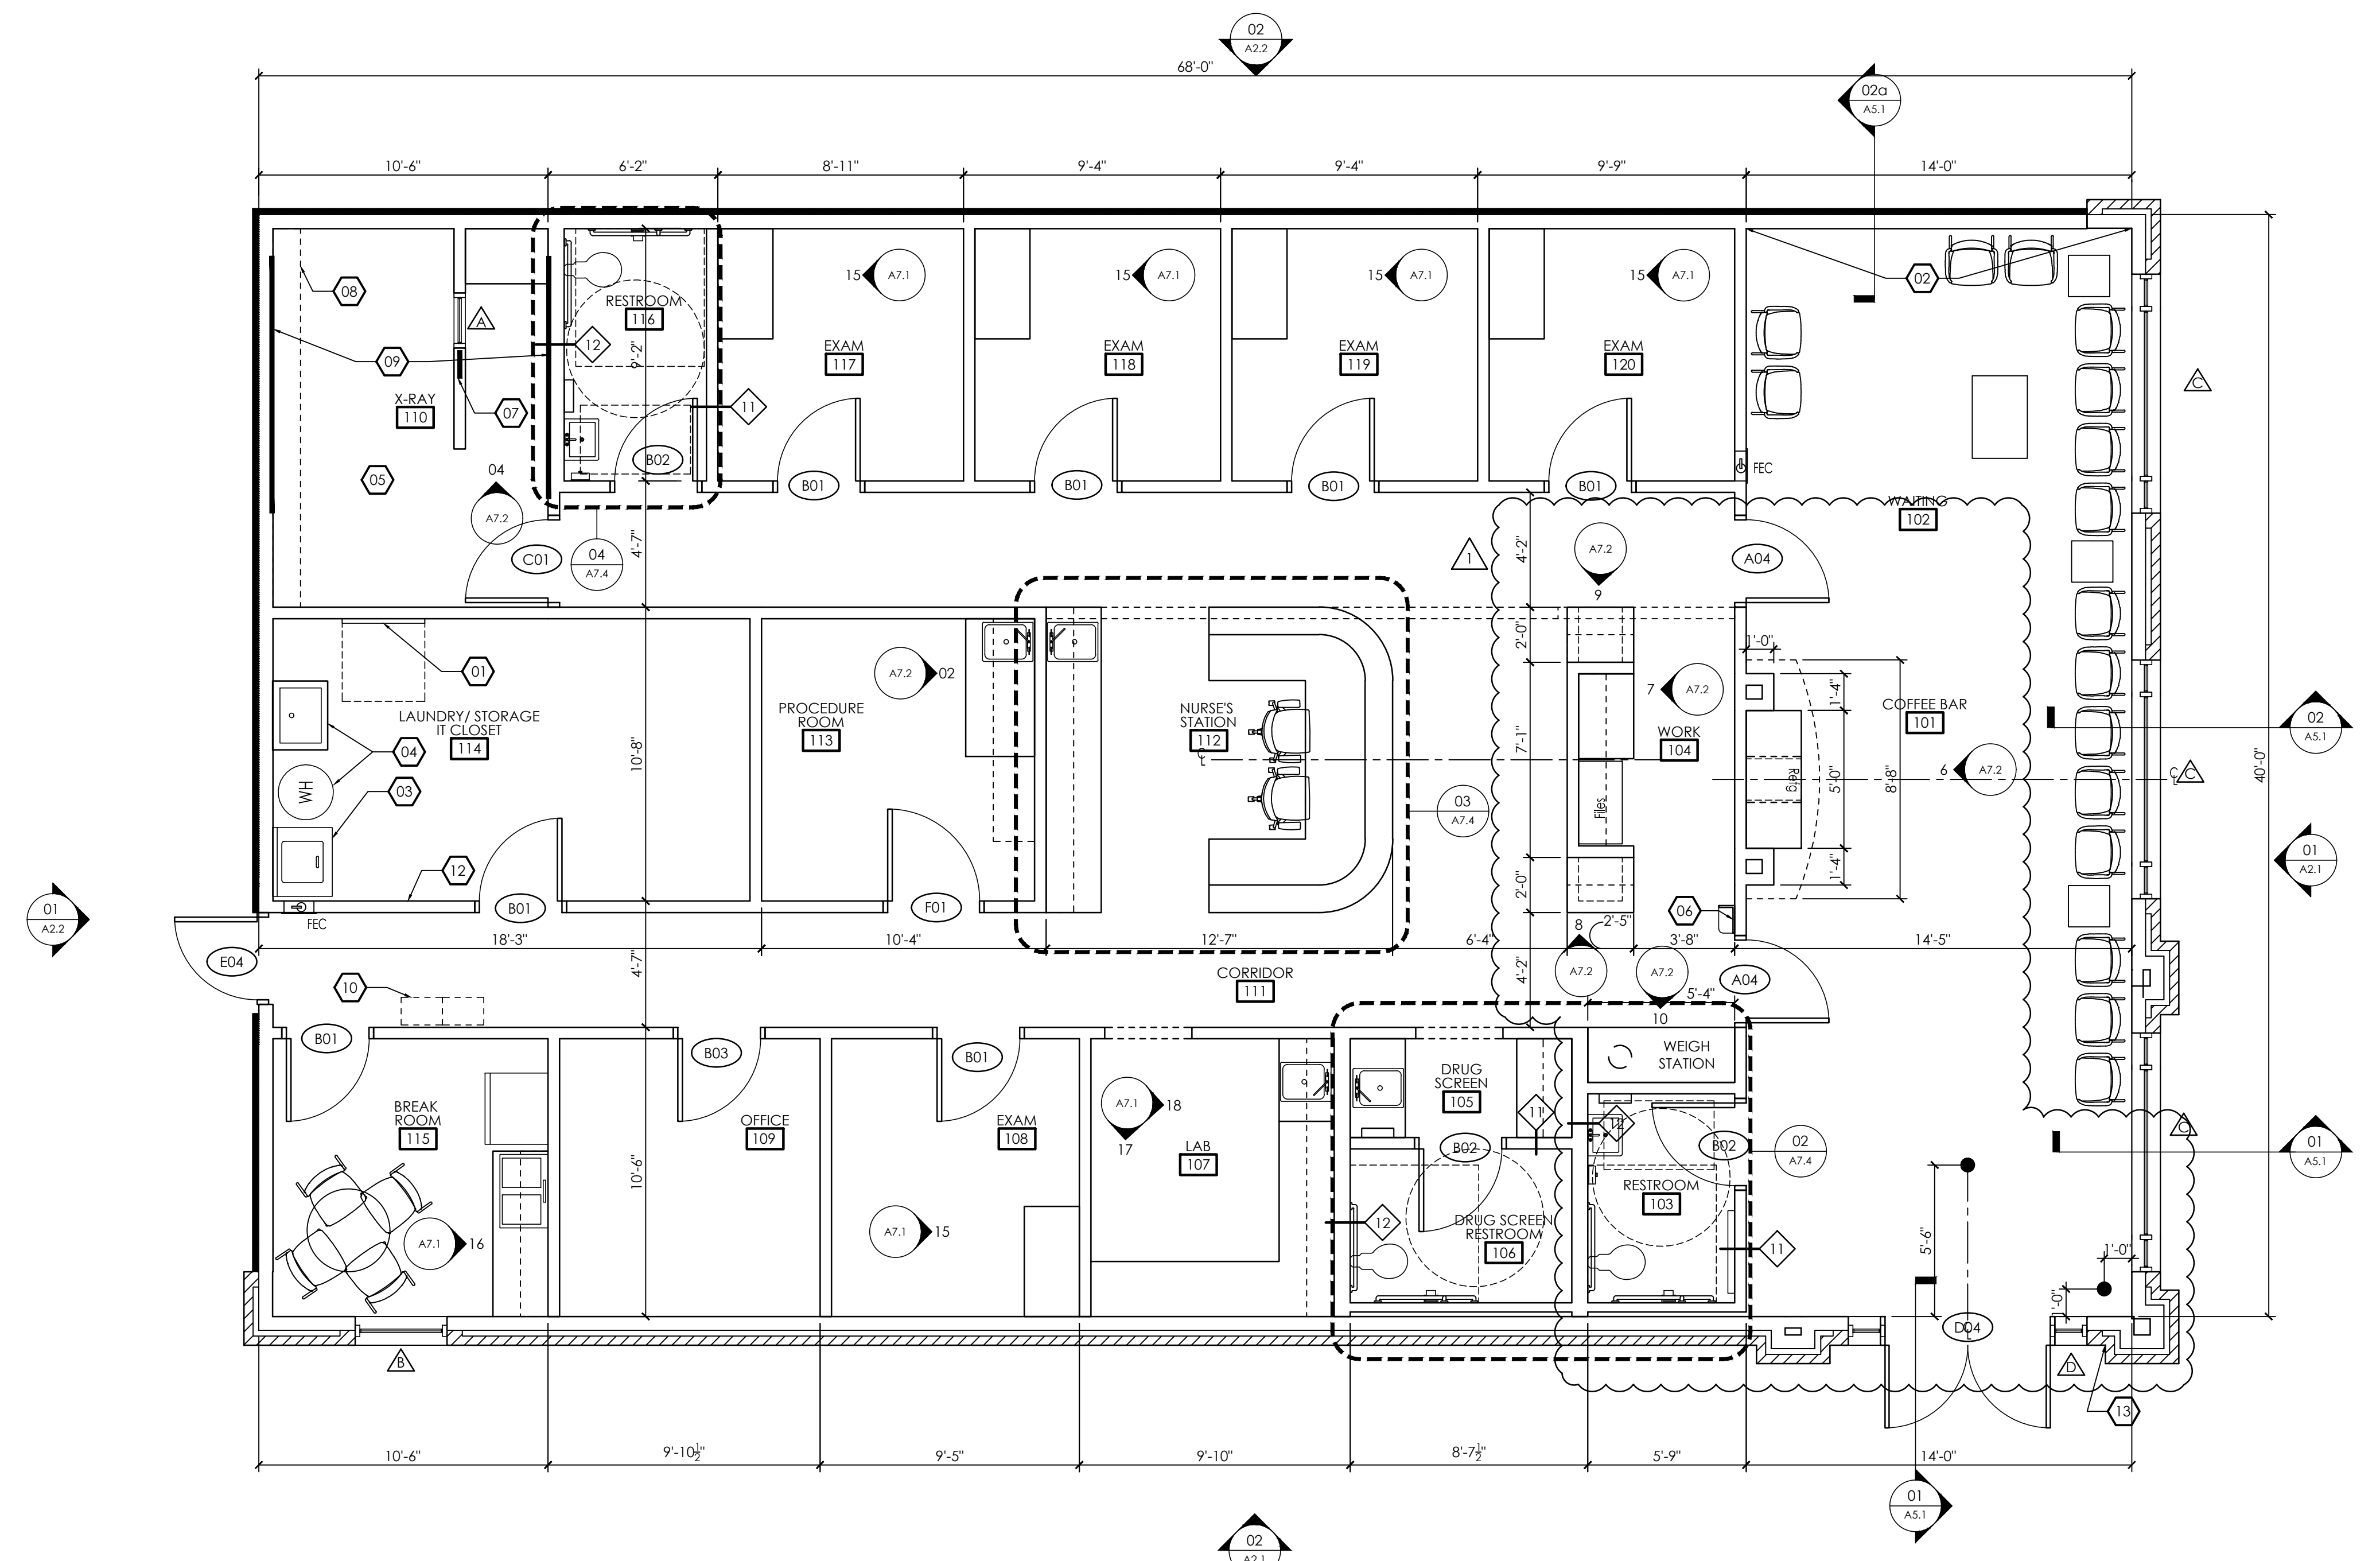 02
A2.2
68'-0"
02a
A5.1
10'-6"
6'-2"
8'-11"
9'-4"
9'-4"
9'-9"
14'-0"
08
A
09
07
X-RAY
110
05
04
A7.2
C01
RESTROOM
116
12
9'-2"
11
B02
04
A7.4
4'-7"
15
A7.1
EXAM
117
B01
15
A7.1
EXAM
118
B01
15
A7.1
EXAM
119
B01
15
A7.1
EXAM
120
B01
02
FEC
WAITING
102
C
1
4'-2"
A7.2
9
A04
01
LAUNDRY/ STORAGE
IT CLOSET
114
04
WH
03
12
FEC
B01
10'-8"
A7.2
02
PROCEDURE
ROOM
113
F01
NURSE'S
STATION
112
CL
03
A7.4
2'-0"
7'-1"
2'-0"
Files
7
A7.2
WORK
104
06
1'-0"
1'-4"
5'-0"
1'-4"
8'-8"
Refrig
COFFEE BAR
101
6
A7.2
CL
C
02
A5.1
40'-0"
01
A2.1
01
A2.2
E04
18'-3"
10'-4"
12'-7"
6'-4"
8
2'-5"
3'-8"
14'-5"
4'-7"
4'-2"
A7.2
A7.2
10
5'-4"
A04
10
CORRIDOR
111
B01
B03
B01
WEIGH
STATION
BREAK
ROOM
115
A7.1
16
10'-6"
OFFICE
109
EXAM
108
A7.1
15
A7.1
18
17
LAB
107
DRUG
SCREEN
105
11
12
B02
DRUG SCREEN
RESTROOM
106
12
RESTROOM
103
B02
02
A7.4
11
C
01
A5.1
5'-6"
1'-0"
1'-0"
D04
B
D
13
10'-6"
9'-10½"
9'-5"
9'-10"
8'-7½"
5'-9"
14'-0"
01
A5.1
02
A2.1